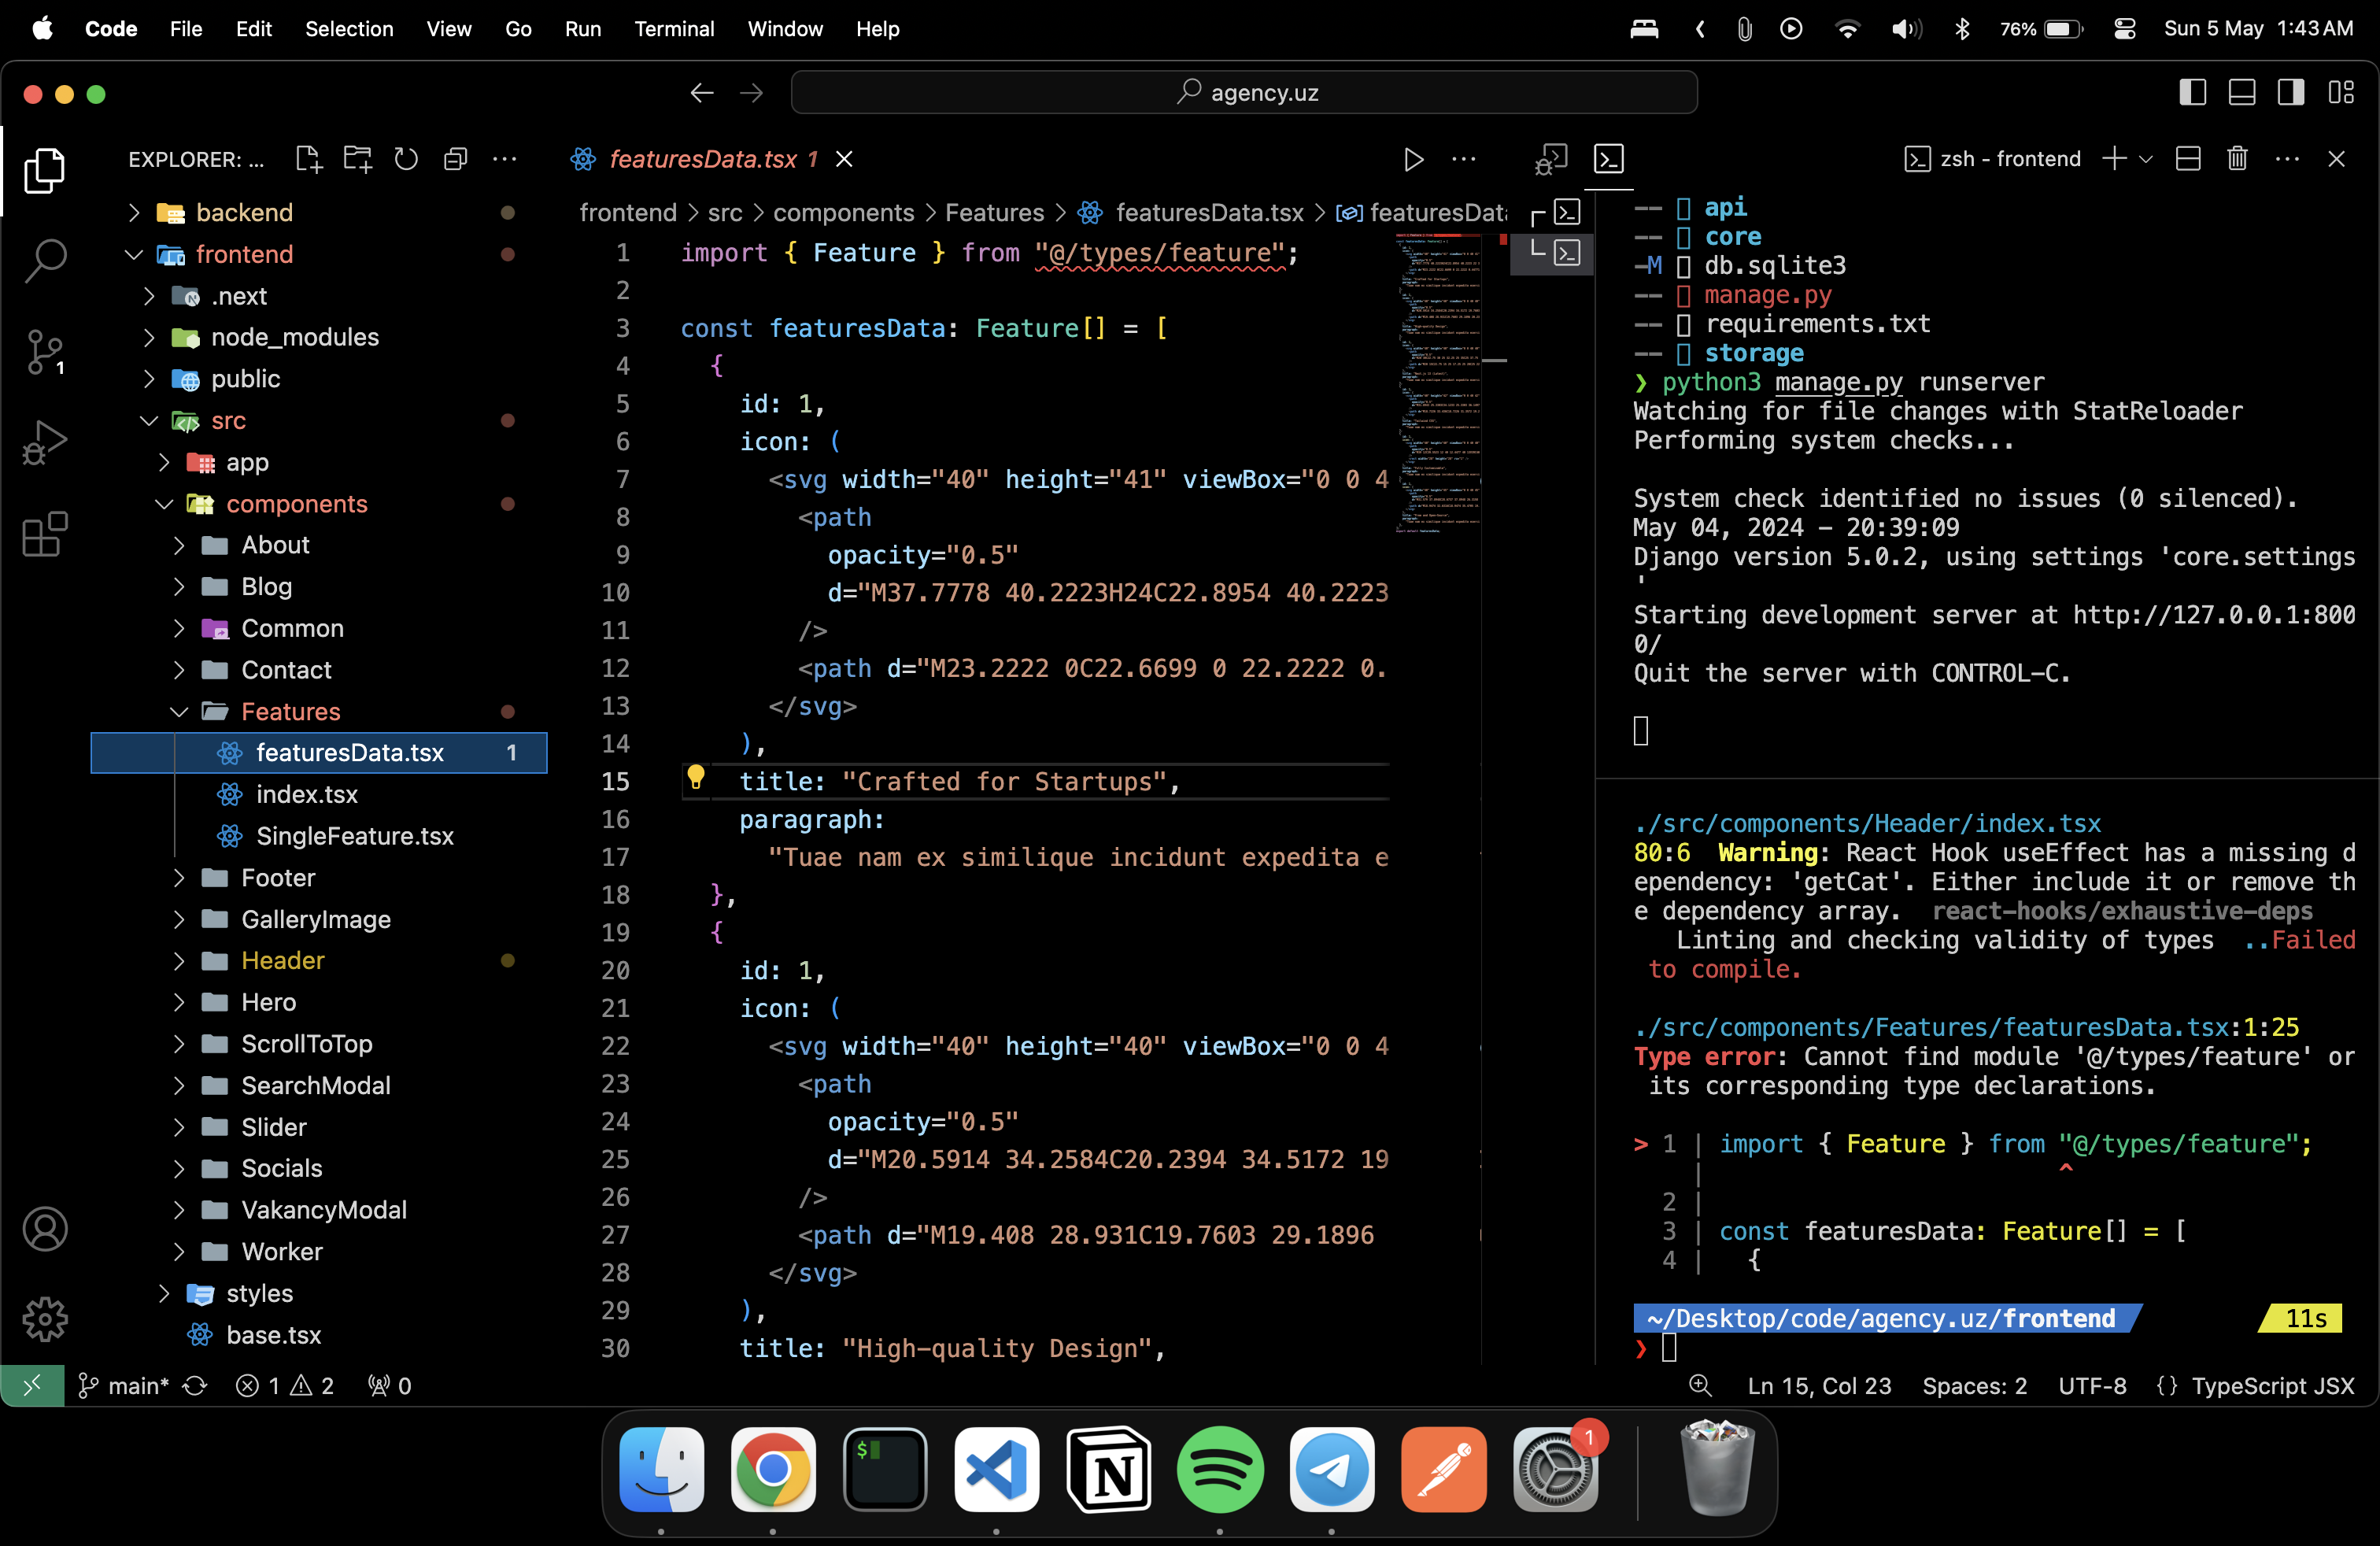 Code File Edit Selection View Go Run Terminal Window Help
76% Sun 5 May 1:43 AM
agency.uz
EXPLORER: ...
backend
frontend
.next
node_modules
public
src
app
components
About
Blog
Common
Contact
Features
featuresData.tsx 1
index.tsx
SingleFeature.tsx
Footer
GalleryImage
Header
Hero
ScrollToTop
SearchModal
Slider
Socials
VakancyModal
Worker
styles
base.tsx
1
featuresData.tsx 1
frontend > src > components > Features > featuresData.tsx > featuresDat
1 import { Feature } from "@/types/feature";
2
3 const featuresData: Feature[] = [
4 {
5 id: 1,
6 icon: (
7 <svg width="40" height="41" viewBox="0 0 4
8 <path
9 opacity="0.5"
10 d="M37.7778 40.2223H24C22.8954 40.2223
11 />
12 <path d="M23.2222 0C22.6699 0 22.2222 0.
13 </svg>
14 ),
15 title: "Crafted for Startups",
16 paragraph:
17 "Tuae nam ex similique incidunt expedita e
18 },
19 {
20 id: 1,
21 icon: (
22 <svg width="40" height="40" viewBox="0 0 4
23 <path
24 opacity="0.5"
25 d="M20.5914 34.2584C20.2394 34.5172 19
26 />
27 <path d="M19.408 28.931C19.7603 29.1896
28 </svg>
29 ),
30 title: "High-quality Design",
zsh - frontend
-- api
-- core
-M db.sqlite3
-- manage.py
-- requirements.txt
-- storage
❯ python3 manage.py runserver
Watching for file changes with StatReloader
Performing system checks...
System check identified no issues (0 silenced).
May 04, 2024 - 20:39:09
Django version 5.0.2, using settings 'core.settings
'
Starting development server at http://127.0.0.1:800
0/
Quit the server with CONTROL-C.
./src/components/Header/index.tsx
80:6 Warning: React Hook useEffect has a missing d
ependency: 'getCat'. Either include it or remove th
e dependency array. react-hooks/exhaustive-deps
Linting and checking validity of types ..Failed
to compile.
./src/components/Features/featuresData.tsx:1:25
Type error: Cannot find module '@/types/feature' or
its corresponding type declarations.
> 1 | import { Feature } from "@/types/feature";
| ^
2 |
3 | const featuresData: Feature[] = [
4 | {
~/Desktop/code/agency.uz/frontend 11s
❯
main* 1 2 0
Ln 15, Col 23 Spaces: 2 UTF-8 {} TypeScript JSX
$
N
1